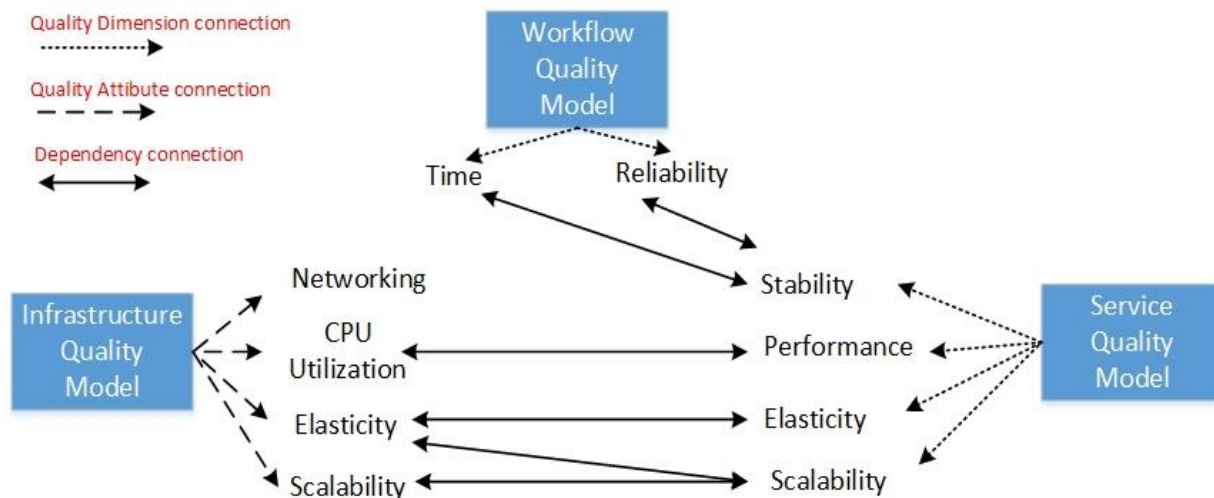 Quality Dimension connection
Quality Attibute connection
Dependency connection
Workflow
Quality
Model
Time
Reliability
Infrastructure
Quality
Model
Networking
CPU
Utilization
Elasticity
Scalability
Stability
Performance
Elasticity
Scalability
Service
Quality
Model